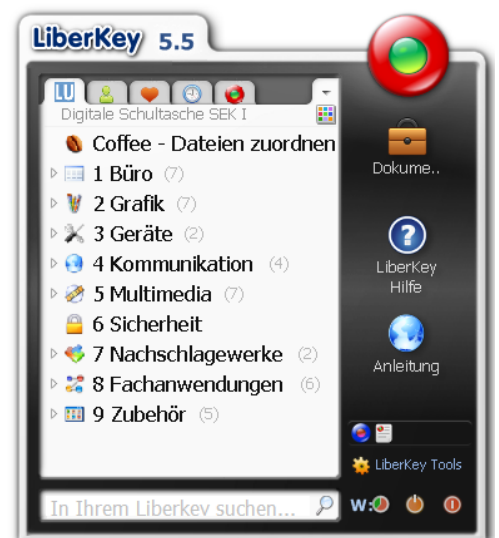 LiberKey 5.5
Digitale Schultasche SEK I
Coffee - Dateien zuordnen
1 Büro (7)
2 Grafik (7)
3 Geräte (2)
4 Kommunikation (4)
5 Multimedia (7)
6 Sicherheit
7 Nachschlagewerke (2)
8 Fachanwendungen (6)
9 Zubehör (5)
In Ihrem Liberkey suchen...
Dokume..
LiberKey
Hilfe
Anleitung
LiberKey Tools
W: